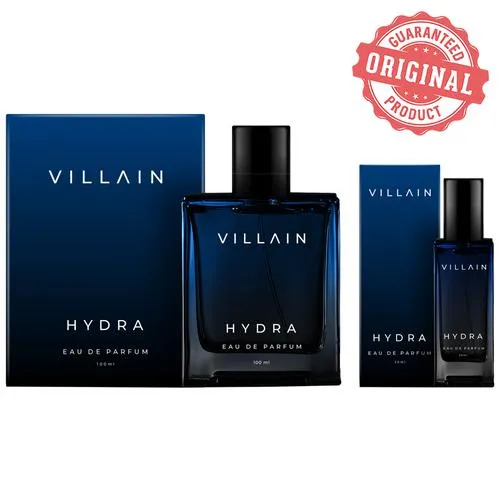 GUARANTEED
ORIGINAL
PRODUCT
VILLAIN
HYDRA
EAU DE PARFUM
100 ml
VILLAIN
HYDRA
EAU DE PARFUM
100 ml
VILLAIN
HYDRA
EAU DE PARFUM
VILLAIN
HYDRA
EAU DE PARFUM